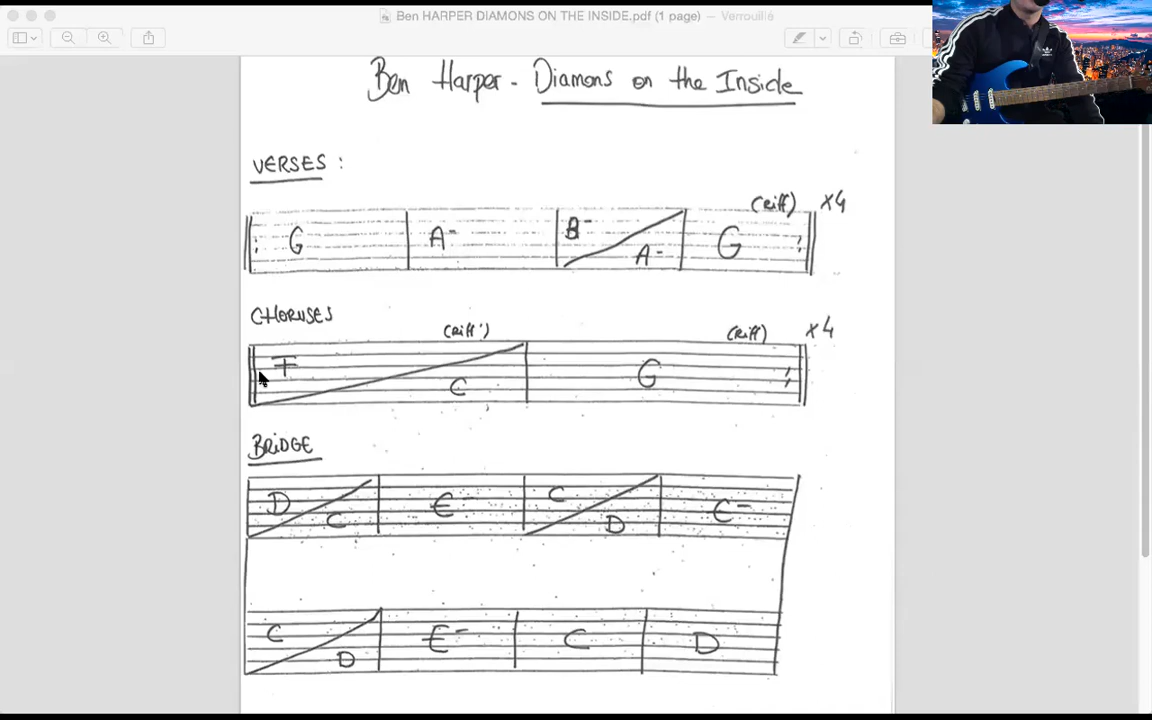 Ben HARPER DIAMONS ON THE INSIDE.pdf (1 page) — Verrouillé
Ben Harper - Diamons on the Inside
VERSES :
(Riff) x4
G A- B- A- G
CHORUSES
(Riff') (Riff) x4
F C G
BRIDGE
D C E- C D C-
C D E- C D